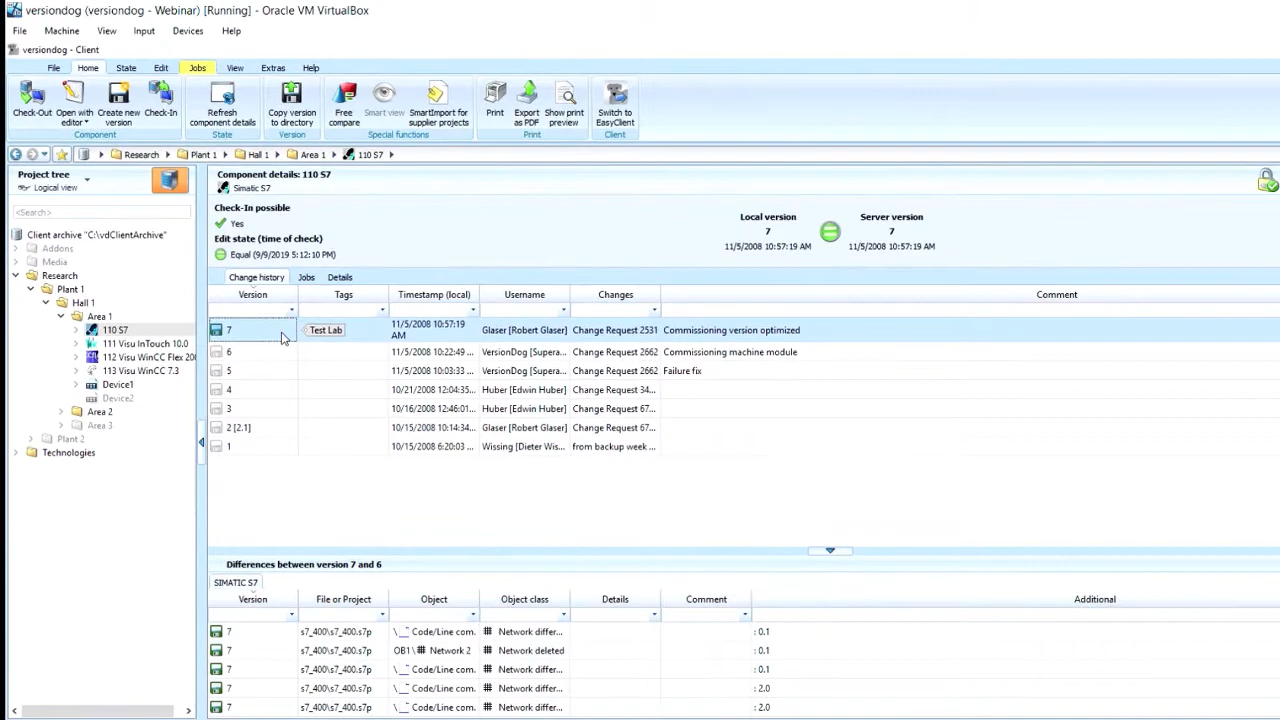 versiondog (versiondog - Webinar) [Running] - Oracle VM VirtualBox
File Machine View Input Devices Help
versiondog - Client
File Home State Edit Jobs View Extras Help
Check-Out Open with editor Create new version Check-In Refresh component details Copy version to directory Free compare Smart view SmartImport for supplier projects Print Export as PDF Show print preview Switch to EasyClient
Component State Version Special functions Print Client
Research Plant 1 Hall 1 Area 1 110 S7
Project tree
Logical view
<Search>
Client archive "C:\vdClientArchive"
Addons
Media
Research
Plant 1
Hall 1
Area 1
110 S7
111 Visu InTouch 10.0
112 Visu WinCC Flex 200
113 Visu WinCC 7.3
Device1
Device2
Area 2
Area 3
Plant 2
Technologies
Component details: 110 S7
Simatic S7
Check-In possible
Yes
Edit state (time of check)
Equal (9/9/2019 5:12:10 PM)
Local version Server version
7 7
11/5/2008 10:57:19 AM 11/5/2008 10:57:19 AM
Change history Jobs Details
Version Tags Timestamp (local) Username Changes Comment
7 Test Lab 11/5/2008 10:57:19 AM Glaser [Robert Glaser] Change Request 2531 Commissioning version optimized
6 11/5/2008 10:22:49 ... VersionDog [Supera... Change Request 2662 Commissioning machine module
5 11/5/2008 10:03:33 ... VersionDog [Supera... Change Request 2662 Failure fix
4 10/21/2008 12:04:35... Huber [Edwin Huber] Change Request 34...
3 10/16/2008 12:46:01... Huber [Edwin Huber] Change Request 67...
2 [2.1] 10/15/2008 10:14:34... Glaser [Robert Glaser] Change Request 67...
1 10/15/2008 6:20:03 ... Wissing [Dieter Wis... from backup week ...
Differences between version 7 and 6
SIMATIC S7
Version File or Project Object Object class Details Comment Additional
7 s7_400\s7_400.s7p \_ Code/Line com. # Network differ... : 0.1
7 s7_400\s7_400.s7p OB1\ # Network 2 # Network deleted : 0.1
7 s7_400\s7_400.s7p \_ Code/Line com. # Network differ... : 0.1
7 s7_400\s7_400.s7p \_ Code/Line com. # Network differ... : 2.0
7 s7_400\s7_400.s7p \_ Code/Line com. # Network differ... : 2.0